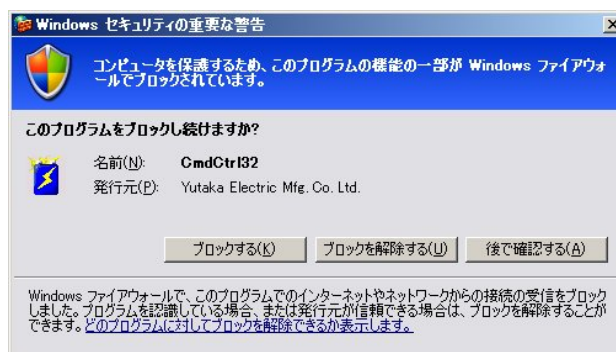 Windows セキュリティの重要な警告
コンピュータを保護するため、このプログラムの機能の一部が Windows ファイアウォ
ールでブロックされています。
このプログラムをブロックし続けますか?
名前(N): CmdCtrl32
発行元(P): Yutaka Electric Mfg. Co. Ltd.
ブロックする(K) ブロックを解除する(U) 後で確認する(A)
Windows ファイアウォールで、このプログラムでのインターネットやネットワークからの接続の受信をブロック
しました。プログラムを認識している場合、または発行元が信頼できる場合は、ブロックを解除することが
できます。どのプログラムに対してブロックを解除できるか表示します。